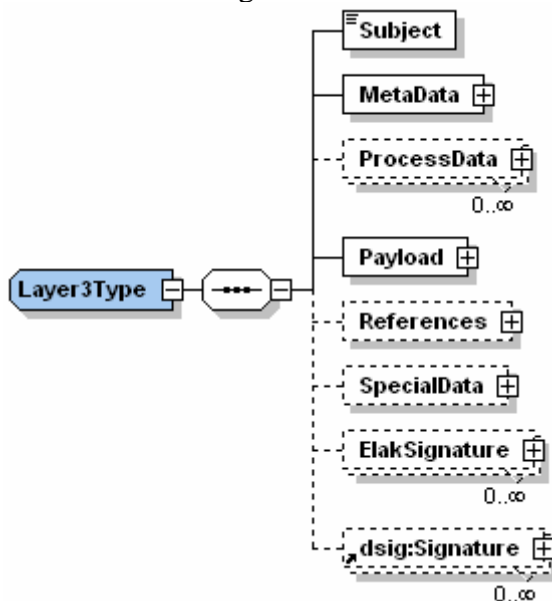 Subject
MetaData
ProcessData
0..∞
Payload
Layer3Type
References
SpecialData
ElakSignature
0..∞
dsig:Signature
0..∞